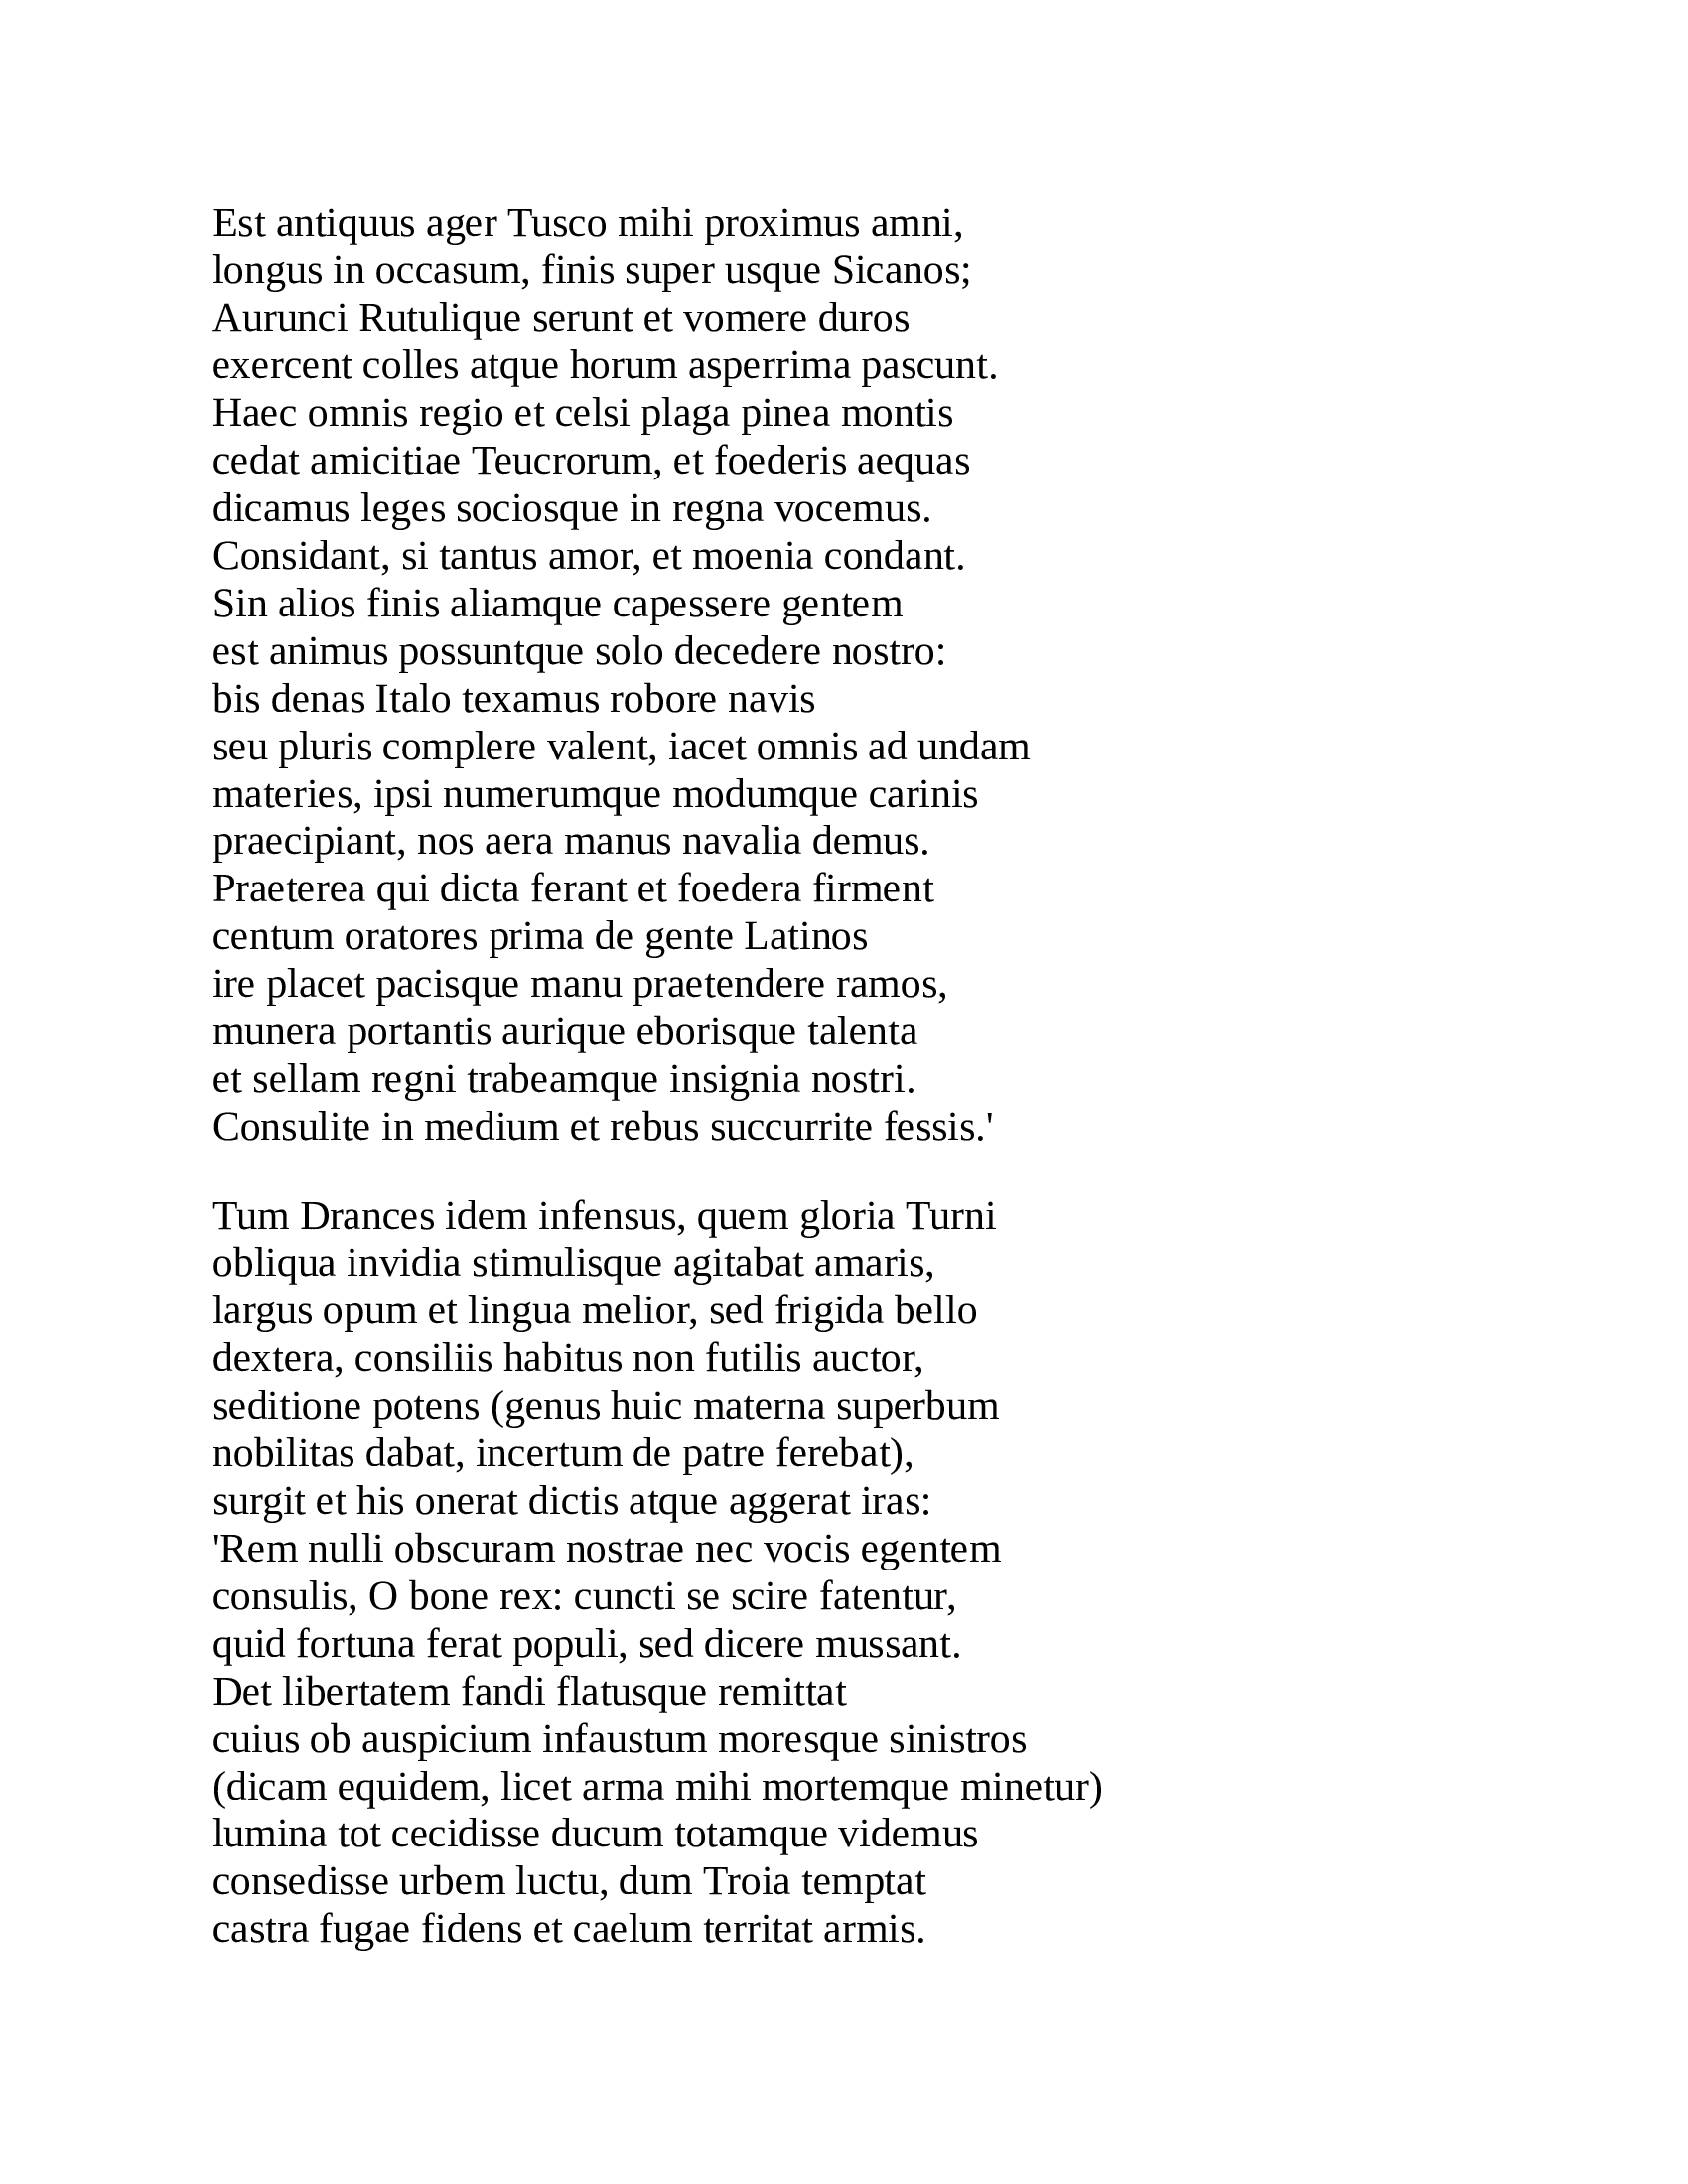 Est antiquus ager Tusco mihi proximus amni,
longus in occasum, finis super usque Sicanos;
Aurunci Rutulique serunt et vomere duros
exercent colles atque horum asperrima pascunt.
Haec omnis regio et celsi plaga pinea montis
cedat amicitiae Teucrorum, et foederis aequas
dicamus leges sociosque in regna vocemus.
Considant, si tantus amor, et moenia condant.
Sin alios finis aliamque capessere gentem
est animus possuntque solo decedere nostro:
bis denas Italo texamus robore navis
seu pluris complere valent, iacet omnis ad undam
materies, ipsi numerumque modumque carinis
praecipiant, nos aera manus navalia demus.
Praeterea qui dicta ferant et foedera firment
centum oratores prima de gente Latinos
ire placet pacisque manu praetendere ramos,
munera portantis aurique eborisque talenta
et sellam regni trabeamque insignia nostri.
Consulite in medium et rebus succurrite fessis.'

Tum Drances idem infensus, quem gloria Turni
obliqua invidia stimulisque agitabat amaris,
largus opum et lingua melior, sed frigida bello
dextera, consiliis habitus non futilis auctor,
seditione potens (genus huic materna superbum
nobilitas dabat, incertum de patre ferebat),
surgit et his onerat dictis atque aggerat iras:
'Rem nulli obscuram nostrae nec vocis egentem
consulis, O bone rex: cuncti se scire fatentur,
quid fortuna ferat populi, sed dicere mussant.
Det libertatem fandi flatusque remittat
cuius ob auspicium infaustum moresque sinistros
(dicam equidem, licet arma mihi mortemque minetur)
lumina tot cecidisse ducum totamque videmus
consedisse urbem luctu, dum Troia temptat
castra fugae fidens et caelum territat armis.